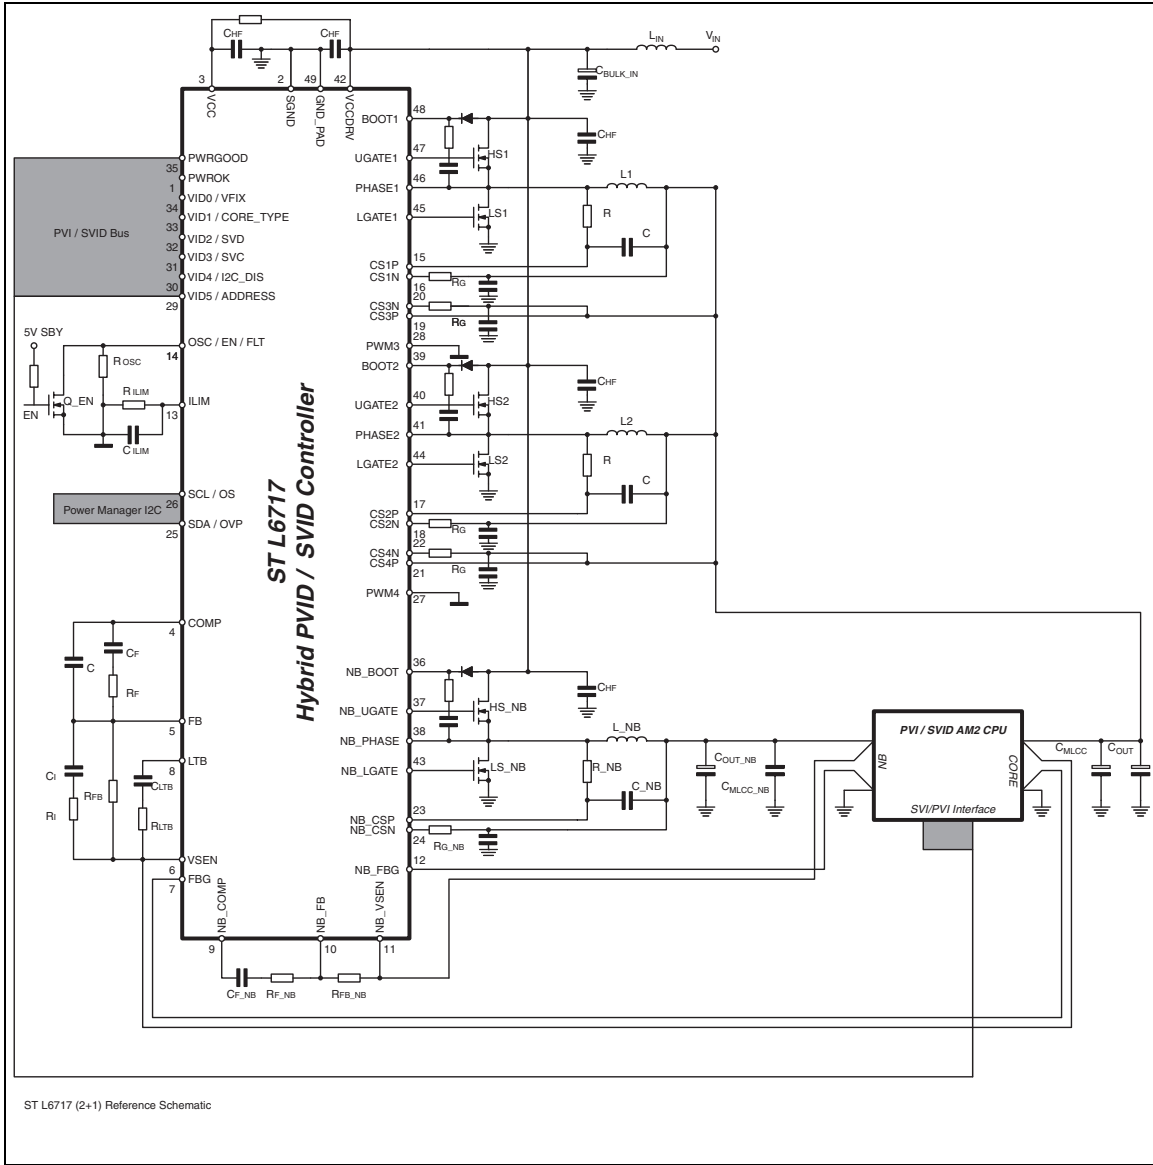 CHF
CHF
LIN
VIN
CBULK_IN
3
2
49
42
VCC
SGND
GND_PAD
VCCDRV
48
BOOT1
CHF
47
UGATE1
HS1
46
PHASE1
L1
45
LGATE1
LS1
R
C
15
CS1P
CS1N
16
RG
20
CS3N
CS3P
RG
19
28
PWM3
39
BOOT2
CHF
40
UGATE2
HS2
41
PHASE2
L2
44
LGATE2
LS2
R
C
17
CS2P
CS2N
18
RG
22
CS4N
CS4P
RG
21
PWM4
27
36
NB_BOOT
CHF
37
NB_UGATE
HS_NB
38
NB_PHASE
L_NB
43
NB_LGATE
LS_NB
R_NB
C_NB
23
NB_CSP
NB_CSN
24
RG_NB
12
NB_FBG
COUT_NB
CMLCC_NB
PVI / SVID AM2 CPU
NB
CORE
SVI/PVI Interface
CMLCC
COUT
PVI / SVID Bus
PWRGOOD
35
PWROK
1
VID0 / VFIX
34
VID1 / CORE_TYPE
33
VID2 / SVD
32
VID3 / SVC
31
VID4 / I2C_DIS
30
VID5 / ADDRESS
29
5V SBY
OSC / EN / FLT
14
ROSC
RILIM
Q_EN
EN
ILIM
13
CILIM
ST L6717
Hybrid PVID / SVID Controller
Power Manager I2C
SCL / OS
26
SDA / OVP
25
COMP
4
CF
C
RF
FB
5
LTB
8
CI
CLTB
RFB
RI
RLTB
VSEN
6
FBG
7
NB_COMP
NB_FB
NB_VSEN
9
10
11
CF_NB
RF_NB
RFB_NB
ST L6717 (2+1) Reference Schematic